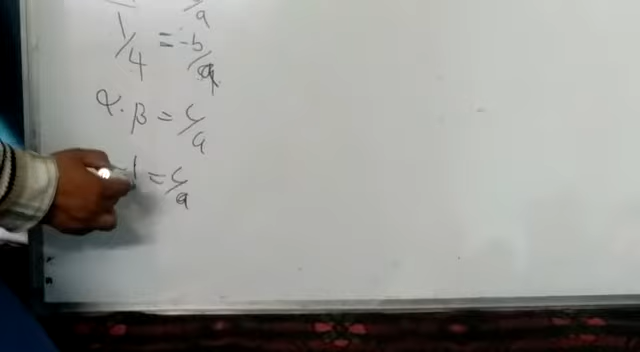 /a
1/4 = -b/a
α.β = c/a
-1 = c/a